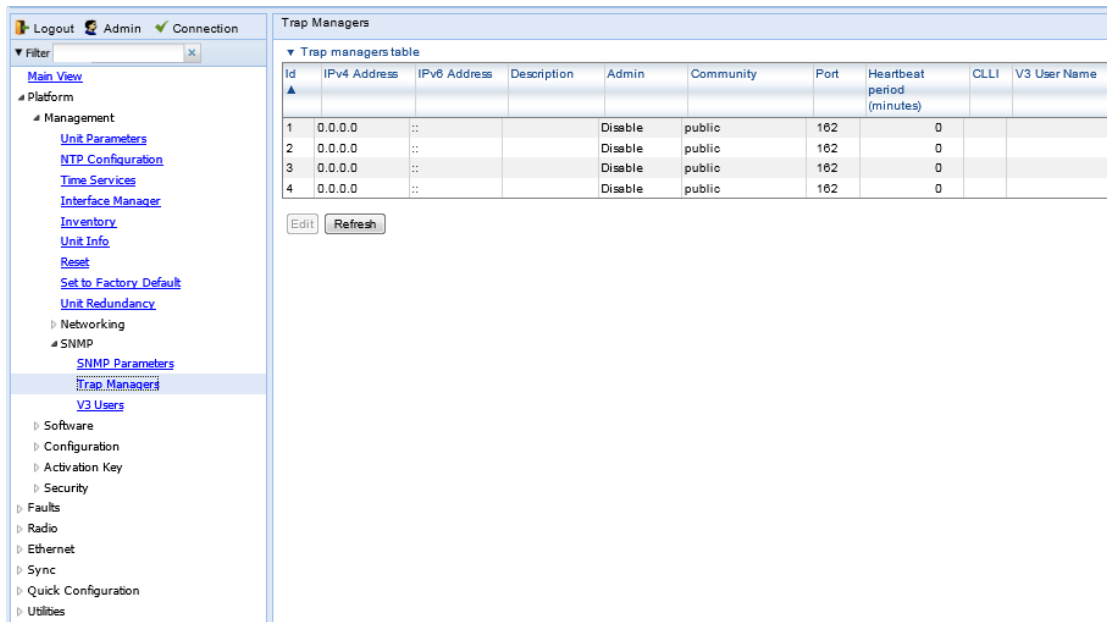 Logout Admin Connection
Filter
Main View
Platform
Management
Unit Parameters
NTP Configuration
Time Services
Interface Manager
Inventory
Unit Info
Reset
Set to Factory Default
Unit Redundancy
Networking
SNMP
SNMP Parameters
Trap Managers
V3 Users
Software
Configuration
Activation Key
Security
Faults
Radio
Ethernet
Sync
Quick Configuration
Utilities
Trap Managers
Trap managers table
Id IPv4 Address IPv6 Address Description Admin Community Port Heartbeat period (minutes) CLLI V3 User Name
1 0.0.0.0 :: Disable public 162 0
2 0.0.0.0 :: Disable public 162 0
3 0.0.0.0 :: Disable public 162 0
4 0.0.0.0 :: Disable public 162 0
Edit Refresh